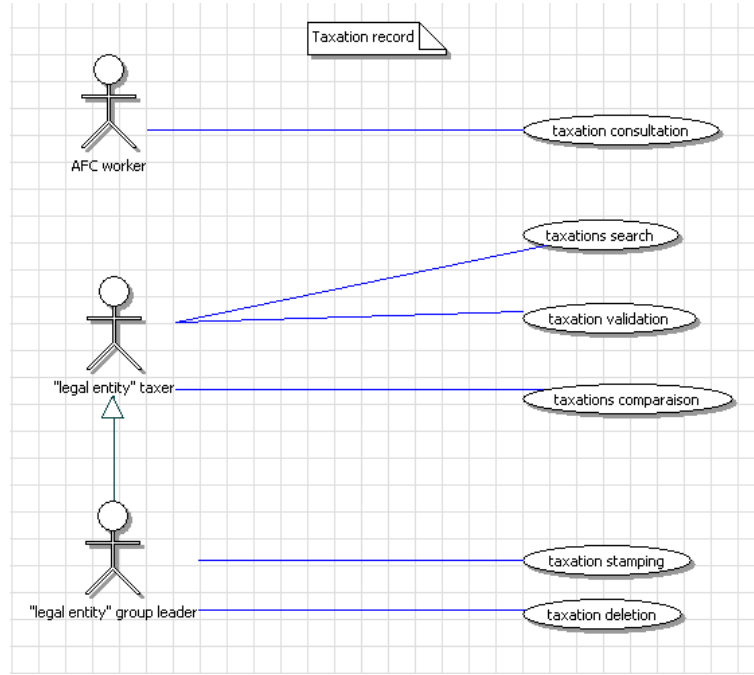 Taxation record
taxation consultation
AFC worker
taxations search
taxation validation
"legal entity" taxer
taxations comparaison
taxation stamping
"legal entity" group leader
taxation deletion